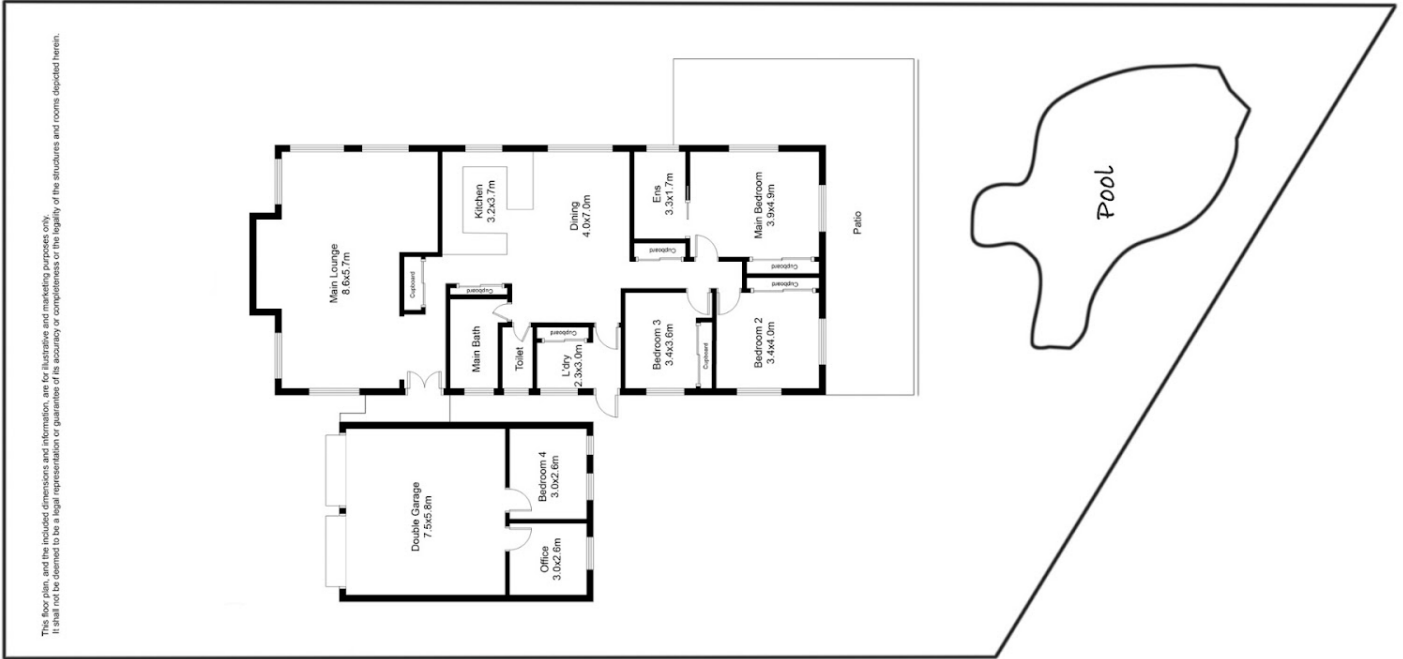 This floor plan, and the included dimensions and information, are for illustrative and marketing purposes only.
It shall not be deemed to be a legal representation or guarantee of its accuracy or completeness or the legality of the structures and rooms depicted herein.
Main Lounge
8.6x5.7m
Cupboard
Kitchen
3.2x3.7m
Dining
4.0x7.0m
Cupboard
Main Bath
Toilet
Cupboard
L'dry
2.3x3.0m
Ens
3.3x1.7m
Cupboard
Main Bedroom
3.9x4.9m
Cupboard
Cupboard
Bedroom 3
3.4x3.6m
Cupboard
Bedroom 2
3.4x4.0m
Patio
Pool
Double Garage
7.5x5.8m
Bedroom 4
3.0x2.6m
Office
3.0x2.6m